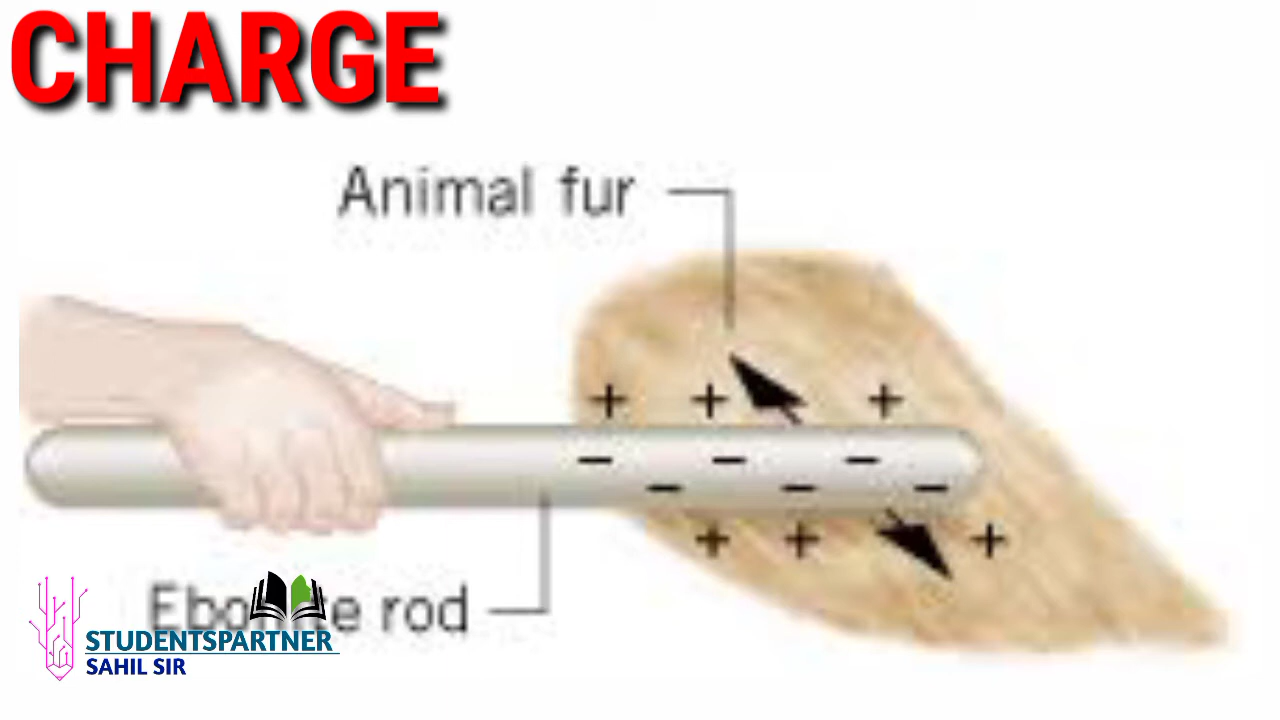 CHARGE
Animal fur
+ + +
− − −
− − −
+ + +
rod
STUDENTSPARTNER
SAHIL SIR